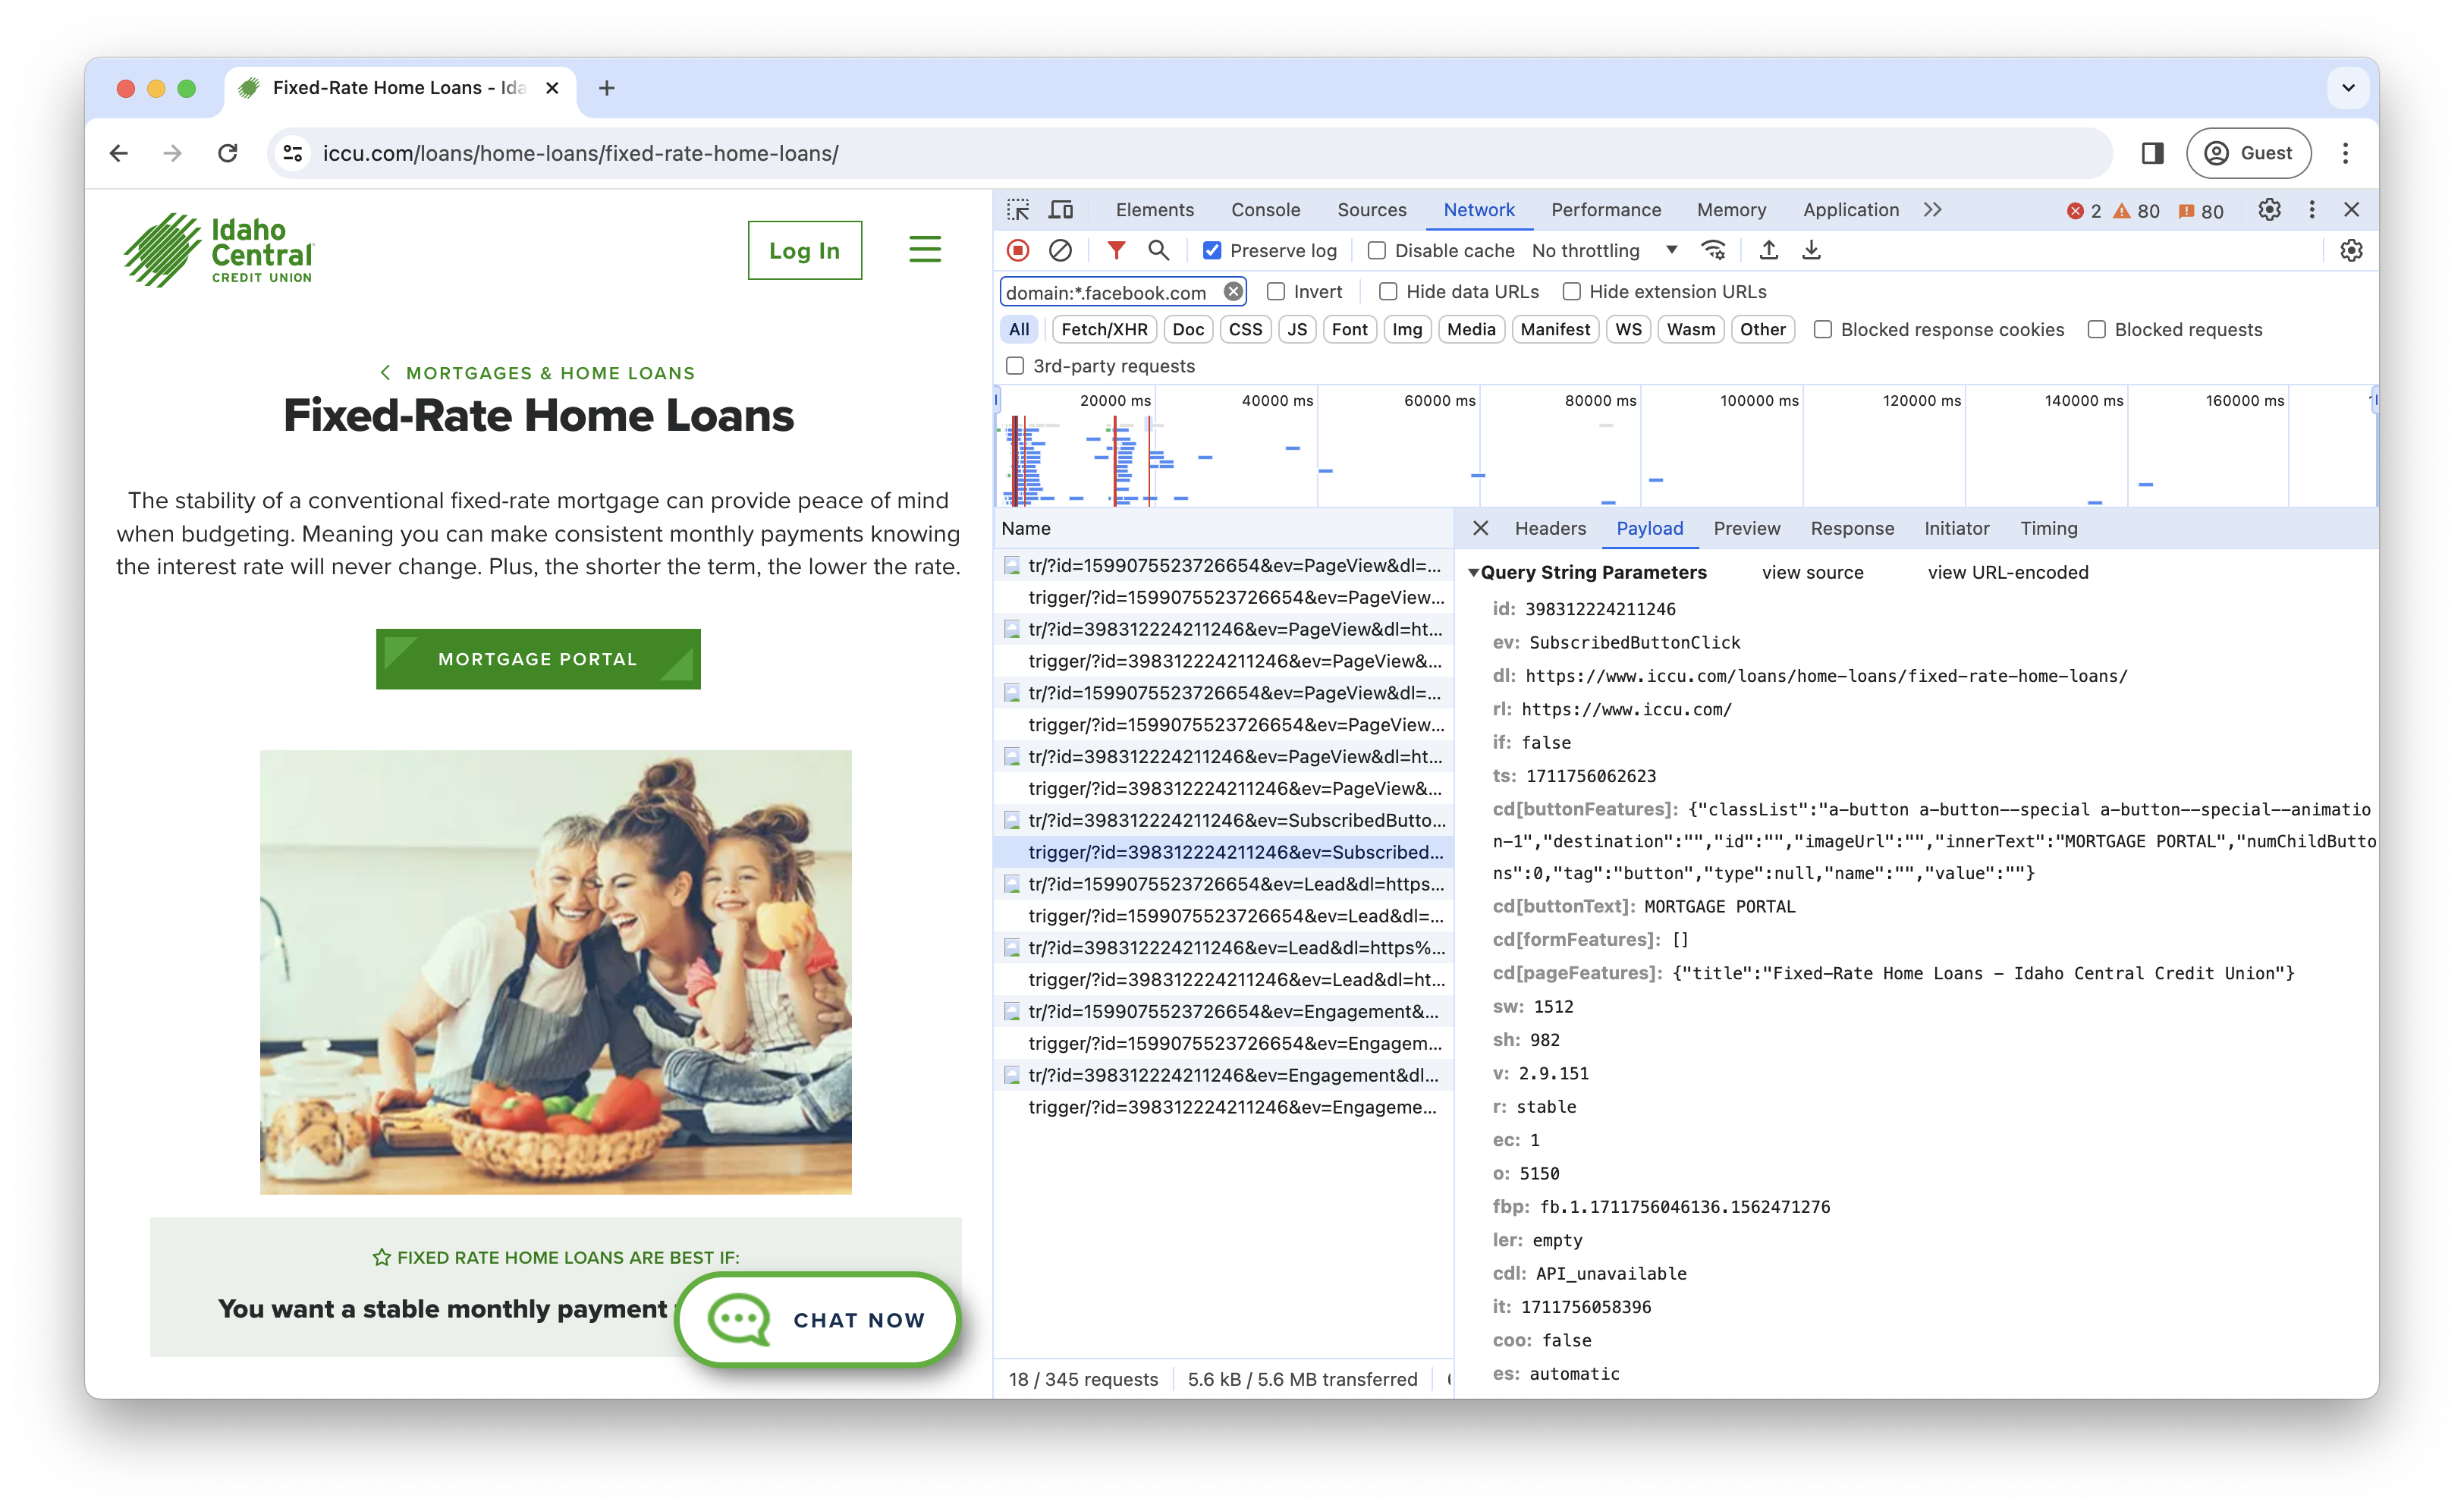 Fixed-Rate Home Loans - Ida
iccu.com/loans/home-loans/fixed-rate-home-loans/
Guest
Idaho
Central
CREDIT UNION
Log In
MORTGAGES & HOME LOANS
Fixed-Rate Home Loans
The stability of a conventional fixed-rate mortgage can provide peace of mind
when budgeting. Meaning you can make consistent monthly payments knowing
the interest rate will never change. Plus, the shorter the term, the lower the rate.
MORTGAGE PORTAL
FIXED RATE HOME LOANS ARE BEST IF:
You want a stable monthly payment
CHAT NOW
Elements Console Sources Network Performance Memory Application 2 80 80
Preserve log Disable cache No throttling
domain:*.facebook.com Invert Hide data URLs Hide extension URLs
All Fetch/XHR Doc CSS JS Font Img Media Manifest WS Wasm Other Blocked response cookies Blocked requests
3rd-party requests
20000 ms 40000 ms 60000 ms 80000 ms 100000 ms 120000 ms 140000 ms 160000 ms
Name
tr/?id=1599075523726654&ev=PageView&dl=...
trigger/?id=1599075523726654&ev=PageView...
tr/?id=398312224211246&ev=PageView&dl=ht...
trigger/?id=398312224211246&ev=PageView&...
tr/?id=1599075523726654&ev=PageView&dl=...
trigger/?id=1599075523726654&ev=PageView...
tr/?id=398312224211246&ev=PageView&dl=ht...
trigger/?id=398312224211246&ev=PageView&...
tr/?id=398312224211246&ev=SubscribedButto...
trigger/?id=398312224211246&ev=Subscribed...
tr/?id=1599075523726654&ev=Lead&dl=https...
trigger/?id=1599075523726654&ev=Lead&dl=...
tr/?id=398312224211246&ev=Lead&dl=https%...
trigger/?id=398312224211246&ev=Lead&dl=ht...
tr/?id=1599075523726654&ev=Engagement&...
trigger/?id=1599075523726654&ev=Engagem...
tr/?id=398312224211246&ev=Engagement&dl...
trigger/?id=398312224211246&ev=Engageme...
18 / 345 requests 5.6 kB / 5.6 MB transferred
Headers Payload Preview Response Initiator Timing
Query String Parameters view source view URL-encoded
id: 398312224211246
ev: SubscribedButtonClick
dl: https://www.iccu.com/loans/home-loans/fixed-rate-home-loans/
rl: https://www.iccu.com/
if: false
ts: 1711756062623
cd[buttonFeatures]: {"classList":"a-button a-button--special a-button--special--animatio
n-1","destination":"","id":"","imageUrl":"","innerText":"MORTGAGE PORTAL","numChildButto
ns":0,"tag":"button","type":null,"name":"","value":""}
cd[buttonText]: MORTGAGE PORTAL
cd[formFeatures]: []
cd[pageFeatures]: {"title":"Fixed-Rate Home Loans - Idaho Central Credit Union"}
sw: 1512
sh: 982
v: 2.9.151
r: stable
ec: 1
o: 5150
fbp: fb.1.1711756046136.1562471276
ler: empty
cdl: API_unavailable
it: 1711756058396
coo: false
es: automatic